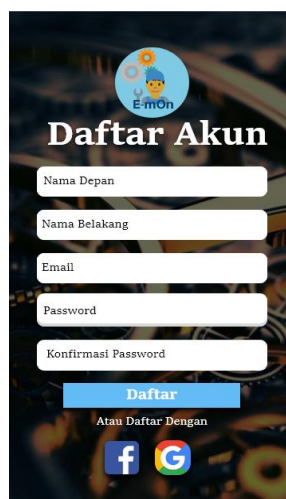 E-mOn
Daftar Akun
Nama Depan
Nama Belakang
Email
Password
Konfirmasi Password
Daftar
Atau Daftar Dengan
f
G